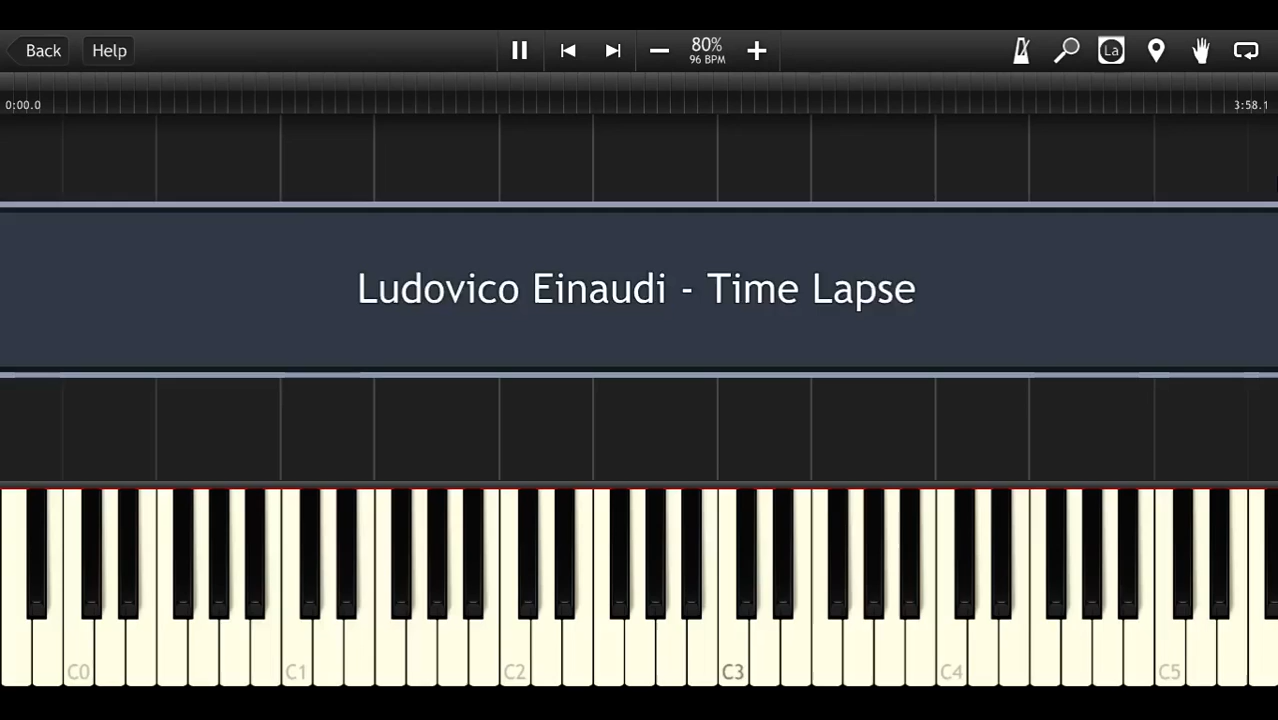 Back Help 80% La
96 BPM
0:00.0 3:58.1
Ludovico Einaudi - Time Lapse
C0 C1 C2 C3 C4 C5